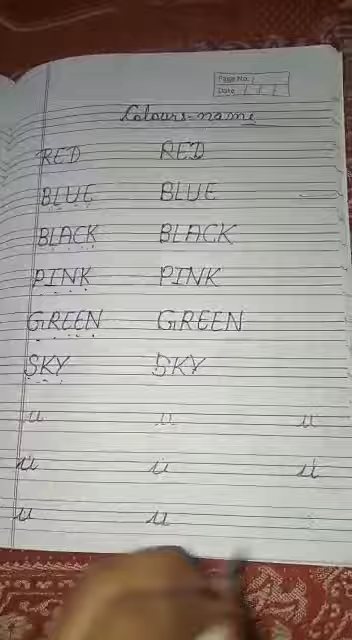 Page No.
Date
Colours-name
RED RED
BLUE BLUE
BLACK BLACK
PINK PINK
GREEN GREEN
SKY SKY
u u u
u u u
u u